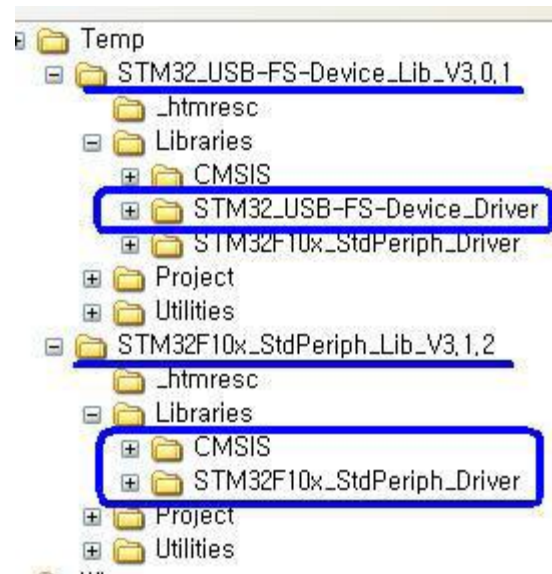 Temp
STM32_USB-FS-Device_Lib_V3,0,1
_htmresc
Libraries
CMSIS
STM32_USB-FS-Device_Driver
STM32F10x_StdPeriph_Driver
Project
Utilities
STM32F10x_StdPeriph_Lib_V3,1,2
_htmresc
Libraries
CMSIS
STM32F10x_StdPeriph_Driver
Project
Utilities